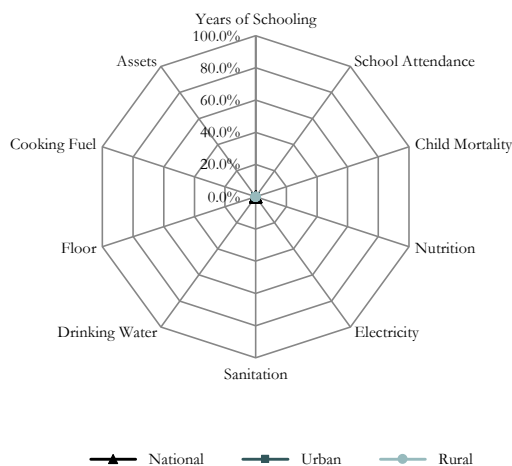 Years of Schooling
100.0%
Assets
School Attendance
80.0%
60.0%
40.0%
Cooking Fuel
Child Mortality
20.0%
0.0%
Floor
Nutrition
Drinking Water
Electricity
Sanitation
National Urban Rural